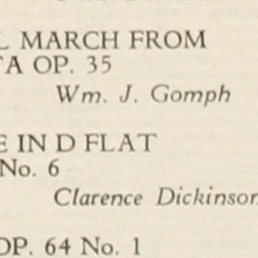 L MARCH FROM
TA OP. 35
Wm. J. Gomph
E IN D FLAT
No. 6
Clarence Dickinson
OP. 64 No. 1